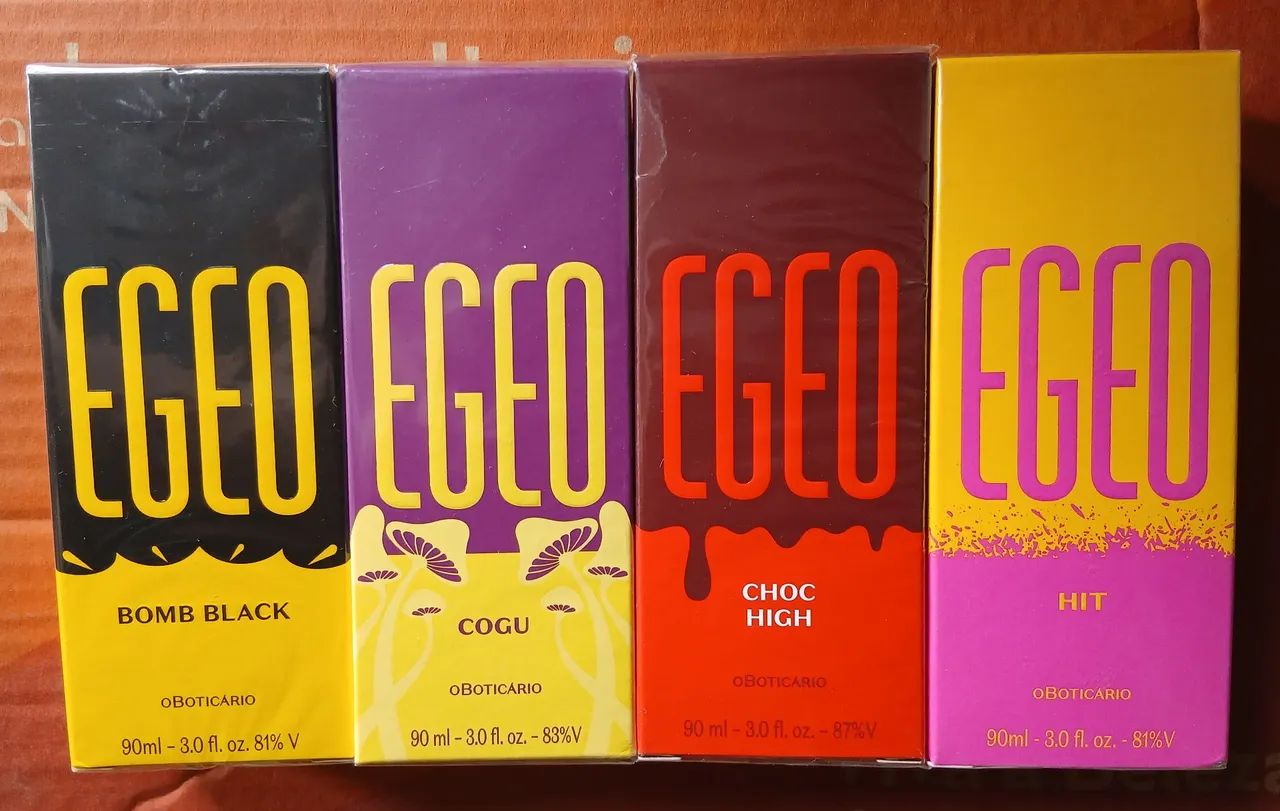 EGEO
BOMB BLACK
oBOTICÁRIO
90ml - 3.0 fl. oz. 81% V
EGEO
COGU
oBOTICÁRIO
90 ml - 3.0 fl. oz. - 83%V
EGEO
CHOC
HIGH
oBOTICÁRIO
90 ml - 3.0 fl. oz. - 87%V
EGEO
HIT
oBOTICÁRIO
90ml - 3.0 fl. oz. - 81%V